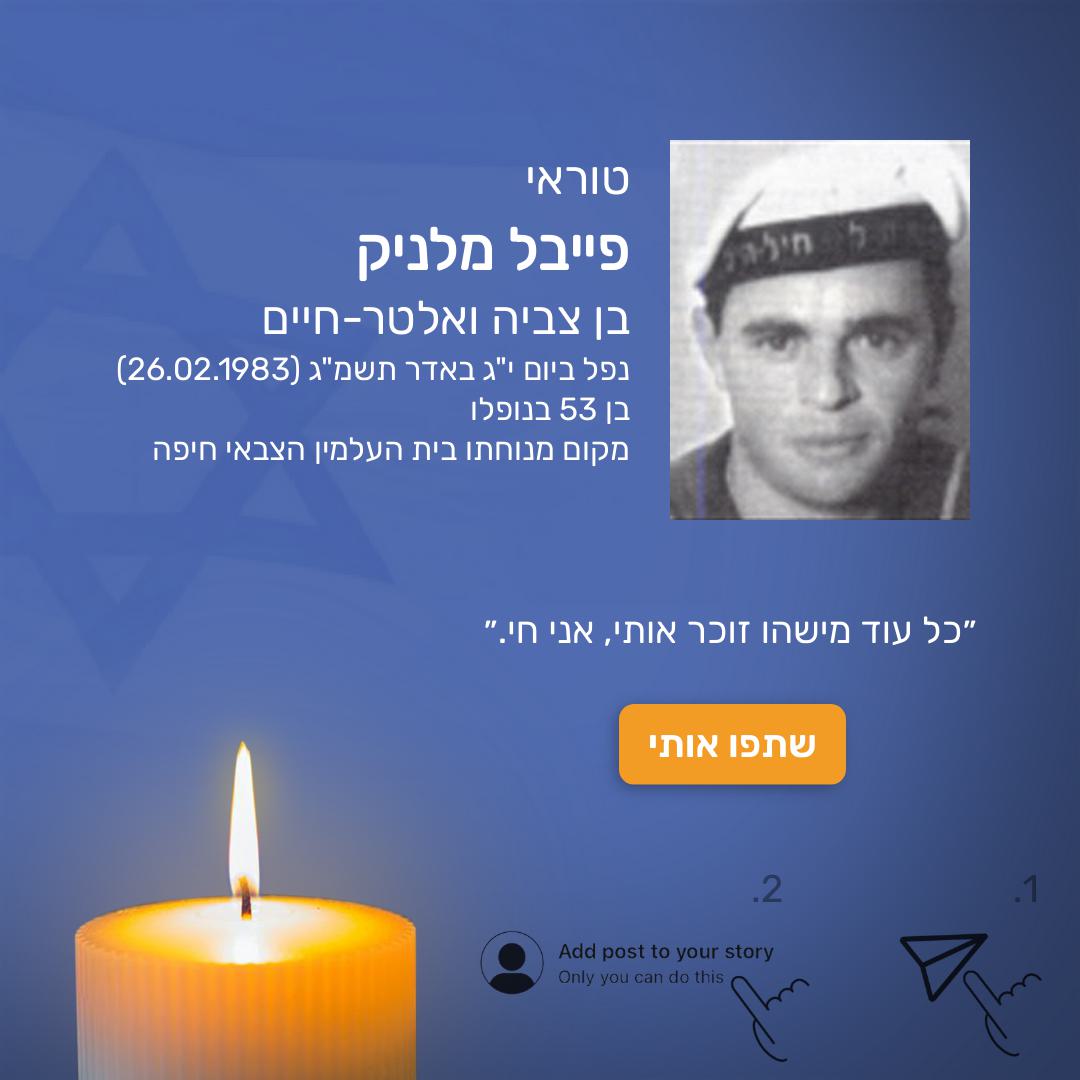 טוראי
פייבל מלניק
בן צביה ואלטר-חיים
נפל ביום י"ג באדר תשמ"ג (26.02.1983)
בן 53 בנופלו
מקום מנוחתו בית העלמין הצבאי חיפה
״כל עוד מישהו זוכר אותי, אני חי.״
שתפו אותי
1.
2.
Add post to your story
Only you can do this